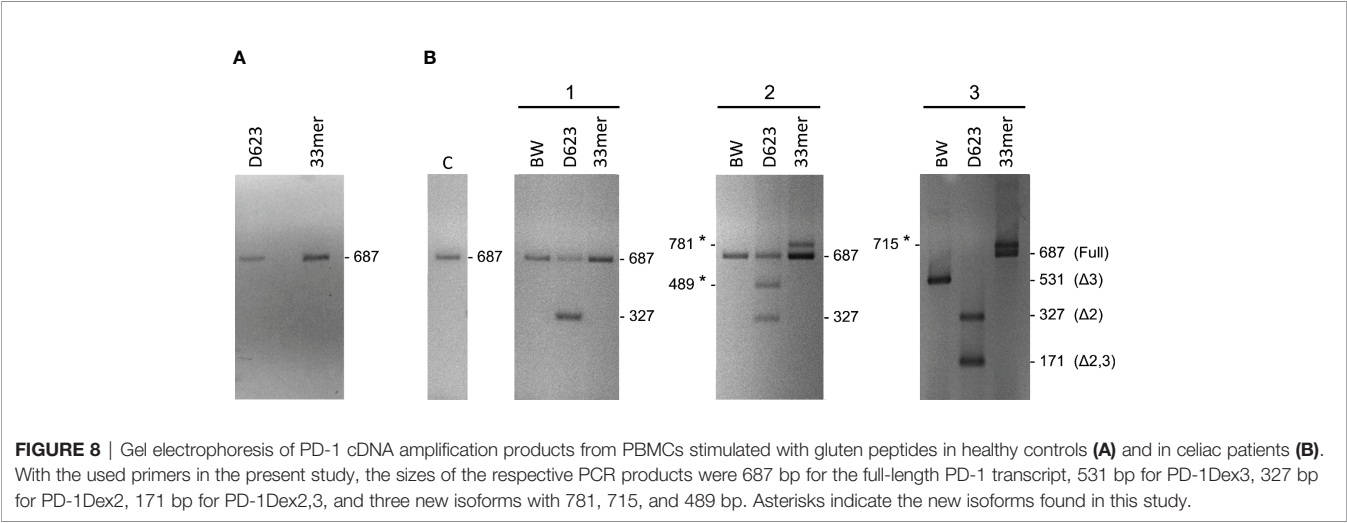 A
B
1
2
3
D623
33mer
C
BW
D623
33mer
BW
D623
33mer
BW
D623
33mer
- 687
- 687
- 687
- 327
781 * -
489 * -
- 687
- 327
715 * -
- 687 (Full)
- 531 (Δ3)
- 327 (Δ2)
- 171 (Δ2,3)
FIGURE 8 | Gel electrophoresis of PD-1 cDNA amplification products from PBMCs stimulated with gluten peptides in healthy controls (A) and in celiac patients (B).
With the used primers in the present study, the sizes of the respective PCR products were 687 bp for the full-length PD-1 transcript, 531 bp for PD-1Dex3, 327 bp
for PD-1Dex2, 171 bp for PD-1Dex2,3, and three new isoforms with 781, 715, and 489 bp. Asterisks indicate the new isoforms found in this study.